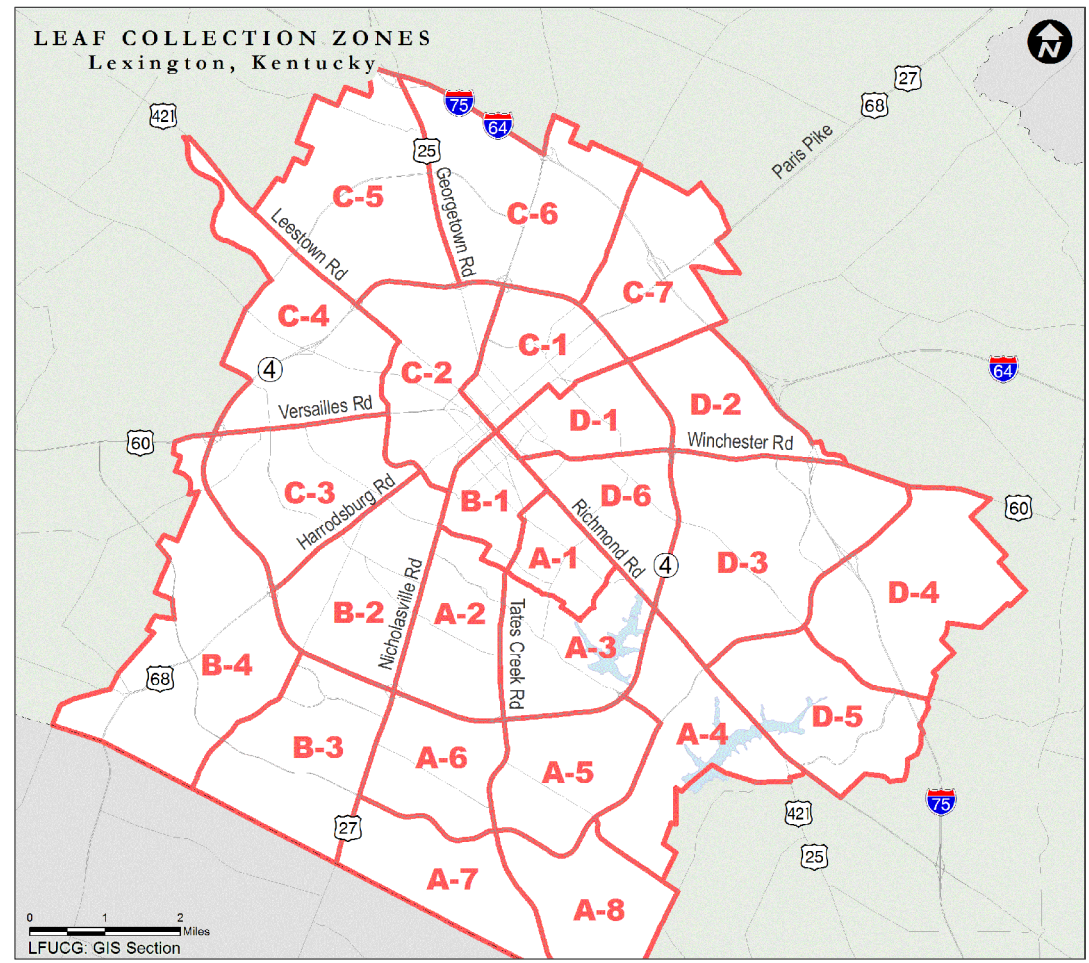 LEAF COLLECTION ZONES
Lexington, Kentucky
N
27
68
75
421
64
25
Paris Pike
Georgetown Rd
C-5
C-6
Leestown Rd
C-7
C-4
C-1
4
C-2
64
Versailles Rd
D-2
D-1
60
Winchester Rd
C-3
Harrodsburg Rd
B-1
D-6
60
Richmond Rd
A-1
4
D-3
D-4
B-2
Nicholasville Rd
A-2
Tates Creek Rd
A-3
B-4
68
B-3
A-6
A-5
A-4
D-5
75
421
27
25
A-7
A-8
0 1 2
Miles
LFUCG: GIS Section